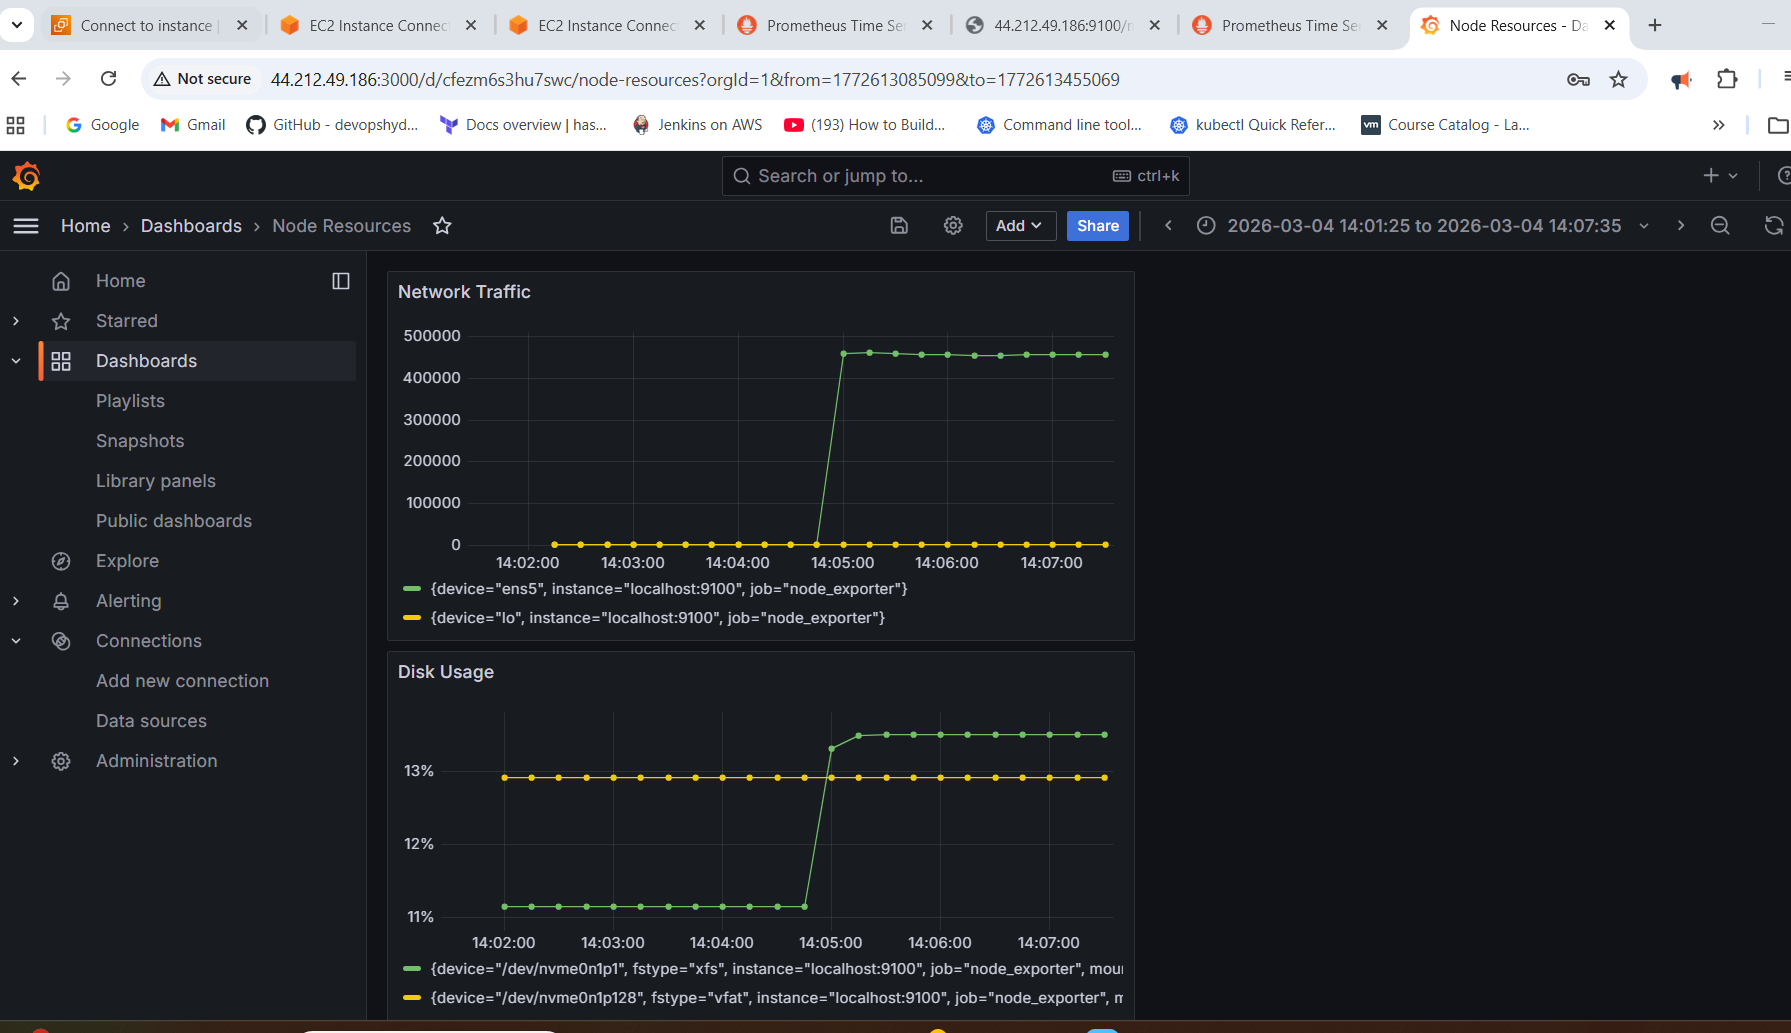 Connect to instance |
EC2 Instance Connect
EC2 Instance Connect
Prometheus Time Ser
44.212.49.186:9100/m
Prometheus Time Se
Node Resources - Da
Not secure
44.212.49.186:3000/d/cfezm6s3hu7swc/node-resources?orgId=1&from=1772613085099&to=1772613455069
Google
Gmail
GitHub - devopshyd...
Docs overview | has...
Jenkins on AWS
(193) How to Build...
Command line tool...
kubectl Quick Refer...
vm
Course Catalog - La...
Search or jump to...
ctrl+k
Home › Dashboards › Node Resources
Add
Share
2026-03-04 14:01:25 to 2026-03-04 14:07:35
Home
Starred
Dashboards
Playlists
Snapshots
Library panels
Public dashboards
Explore
Alerting
Connections
Add new connection
Data sources
Administration
Network Traffic
500000
400000
300000
200000
100000
0
14:02:00 14:03:00 14:04:00 14:05:00 14:06:00 14:07:00
{device="ens5", instance="localhost:9100", job="node_exporter"}
{device="lo", instance="localhost:9100", job="node_exporter"}
Disk Usage
13%
12%
11%
14:02:00 14:03:00 14:04:00 14:05:00 14:06:00 14:07:00
{device="/dev/nvme0n1p1", fstype="xfs", instance="localhost:9100", job="node_exporter", mour
{device="/dev/nvme0n1p128", fstype="vfat", instance="localhost:9100", job="node_exporter", m